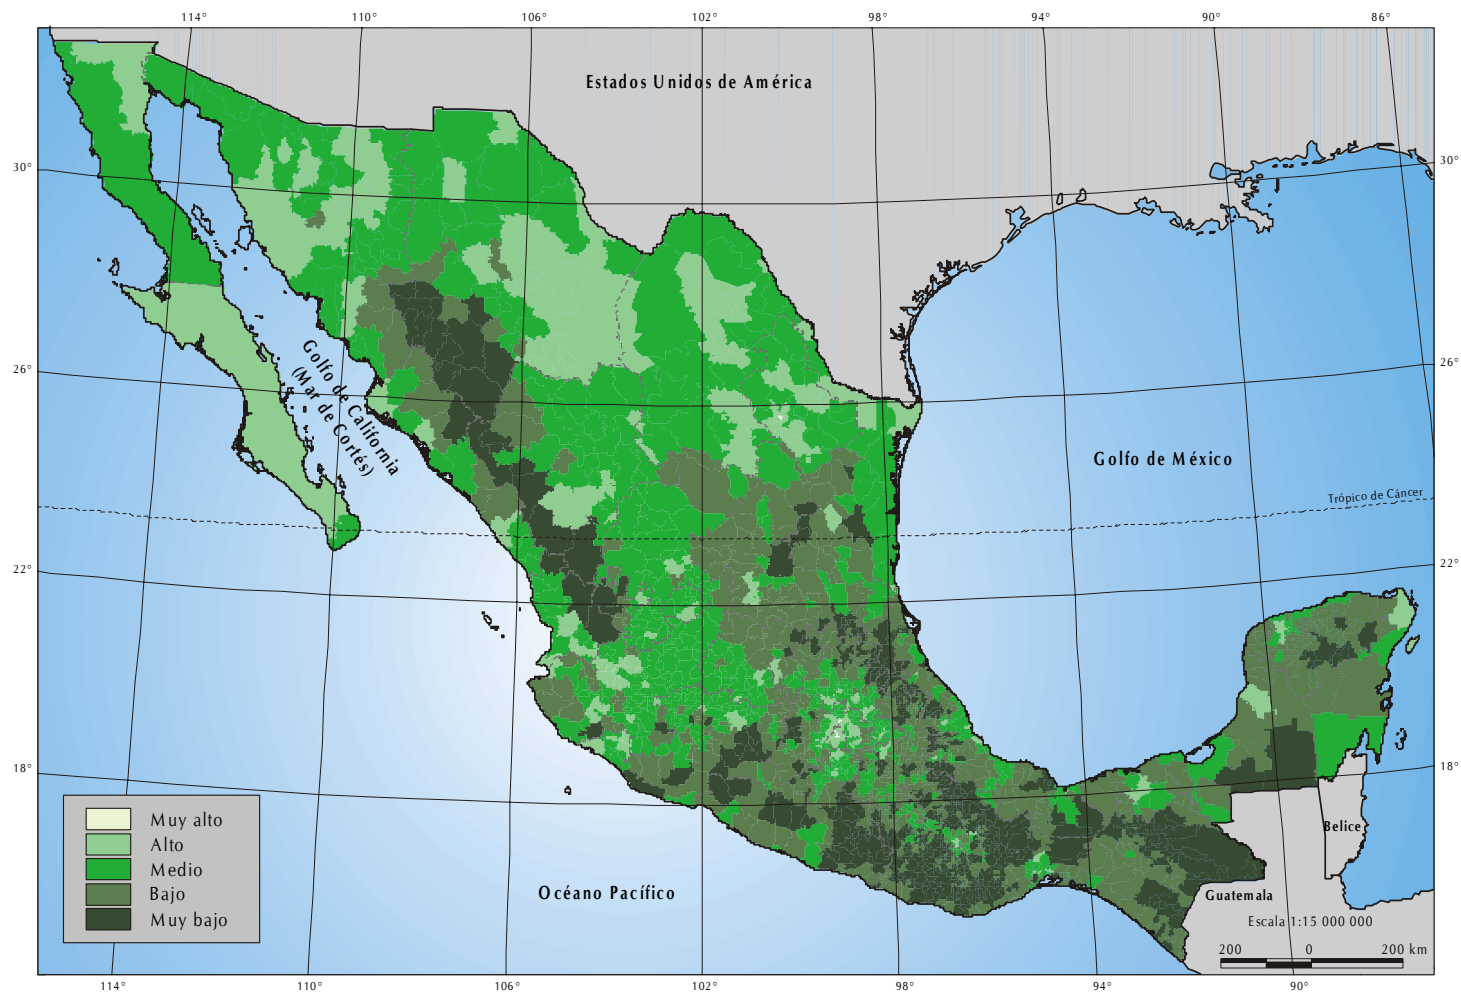 114° 110° 106° 102° 98° 94° 90° 86°
Estados Unidos de América
30° 30°
26° 26°
Golfo de California
(Mar de Cortés)
Golfo de México
Trópico de Cáncer
22° 22°
18° 18°
Muy alto
Alto
Medio
Bajo
Muy bajo
Belice
Océano Pacífico
Guatemala
Escala 1:15 000 000
200 0 200 km
114° 110° 106° 102° 98° 94° 90°